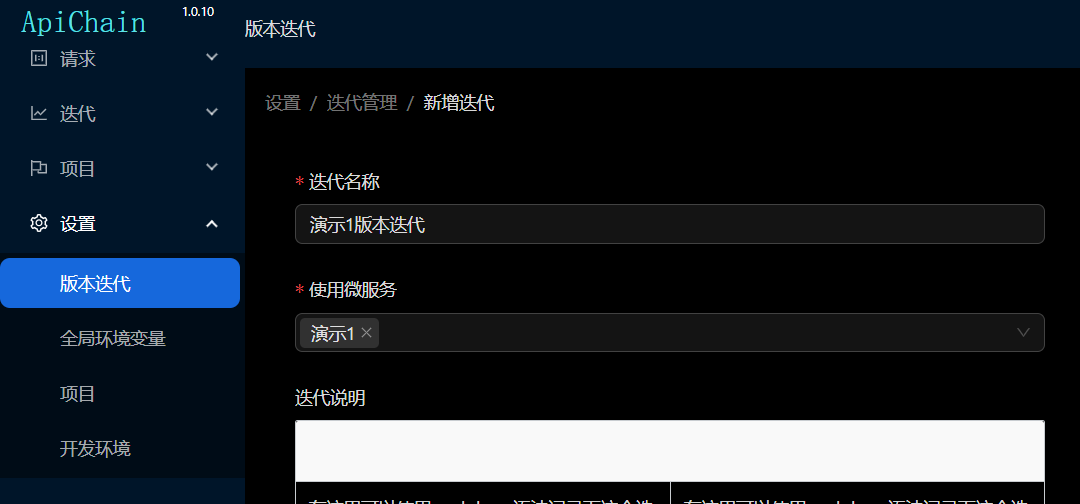 ApiChain 1.0.10
版本迭代
请求
迭代
项目
设置
版本迭代
全局环境变量
项目
开发环境
设置 / 迭代管理 / 新增迭代
* 迭代名称
演示1版本迭代
* 使用微服务
演示1
迭代说明